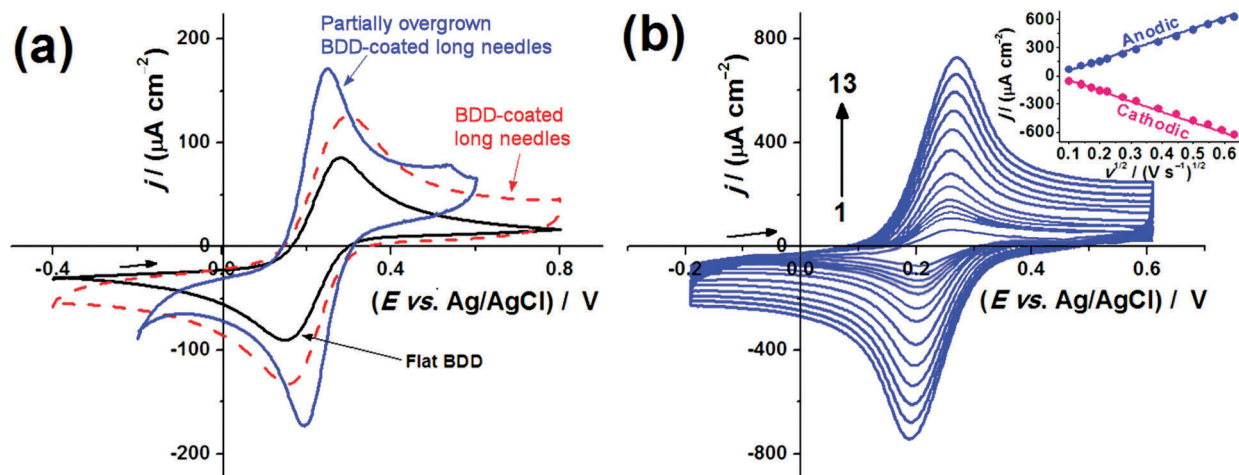 (a)
200
100
0
-100
-200
j / (µA cm⁻²)
Partially overgrown
BDD-coated long needles
BDD-coated
long needles
-0.4
0.0
0.4
0.8
(E vs. Ag/AgCl) / V
Flat BDD
(b)
800
400
0
-400
-800
j / (µA cm⁻²)
13
1
-0.2
0.0
0.2
0.4
0.6
(E vs. Ag/AgCl) / V
600
300
0
-300
-600
j / (µA cm⁻²)
Anodic
Cathodic
0.1 0.2 0.3 0.4 0.5 0.6
v¹ᐟ² / (V s⁻¹)¹ᐟ²